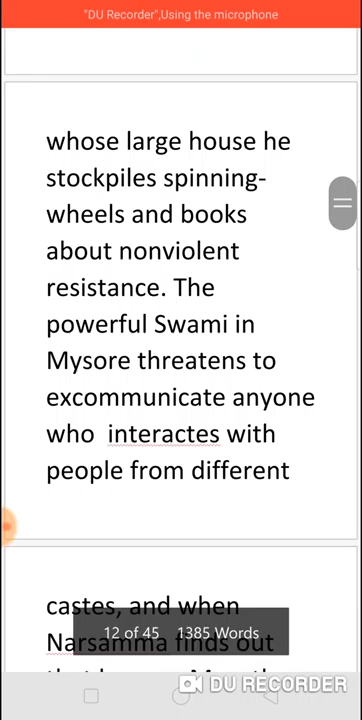 "DU Recorder",Using the microphone
whose large house he
stockpiles spinning-
wheels and books
about nonviolent
resistance. The
powerful Swami in
Mysore threatens to
excommunicate anyone
who  interactes with
people from different
castes, and when
12 of 45    1385 Words
Narsamma finds out
DU RECORDER